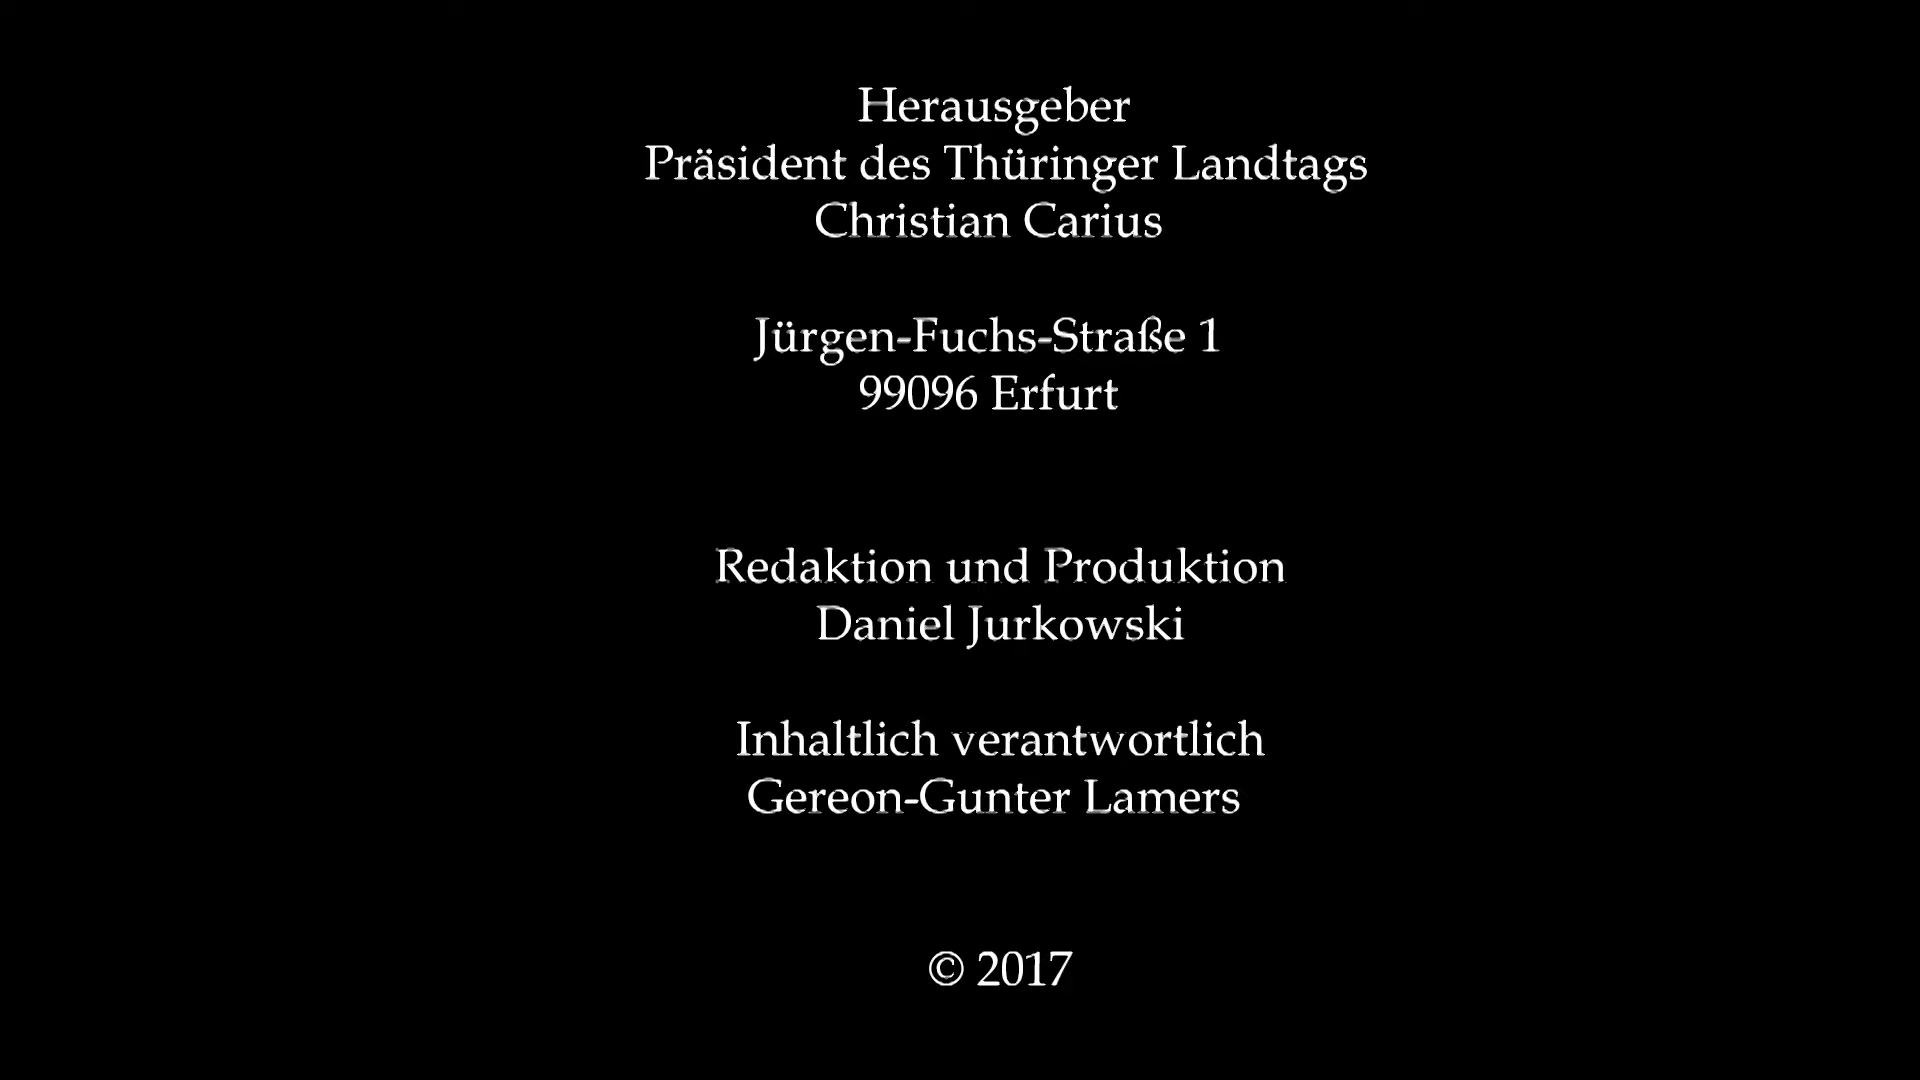 Herausgeber
Präsident des Thüringer Landtags
Christian Carius
Jürgen-Fuchs-Straße 1
99096 Erfurt
Redaktion und Produktion
Daniel Jurkowski
Inhaltlich verantwortlich
Gereon-Gunter Lamers
© 2017